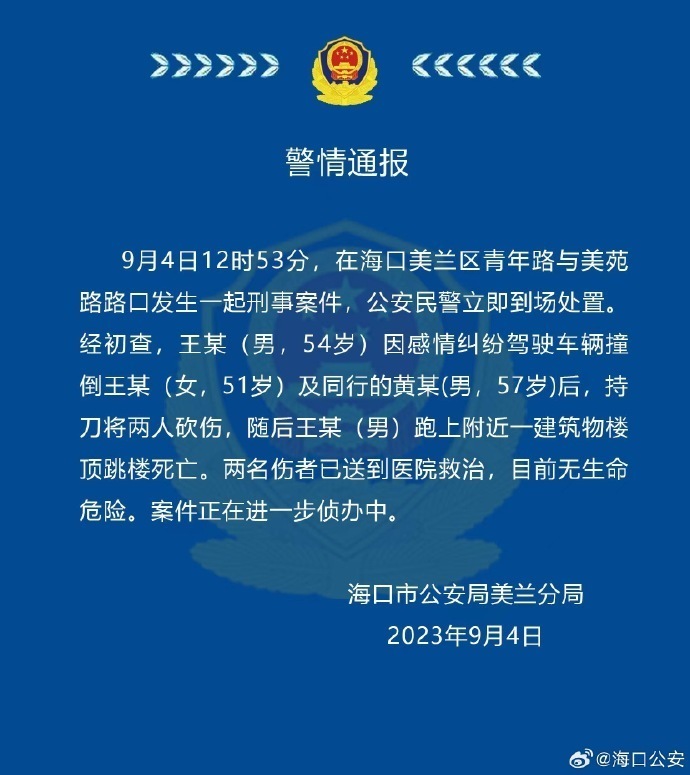 警情通报
9月4日12时53分，在海口美兰区青年路与美苑
路路口发生一起刑事案件，公安民警立即到场处置。
经初查，王某（男，54岁）因感情纠纷驾驶车辆撞
倒王某（女，51岁）及同行的黄某(男，57岁)后，持
刀将两人砍伤，随后王某（男）跑上附近一建筑物楼
顶跳楼死亡。两名伤者已送到医院救治，目前无生命
危险。案件正在进一步侦办中。
海口市公安局美兰分局
2023年9月4日
@海口公安